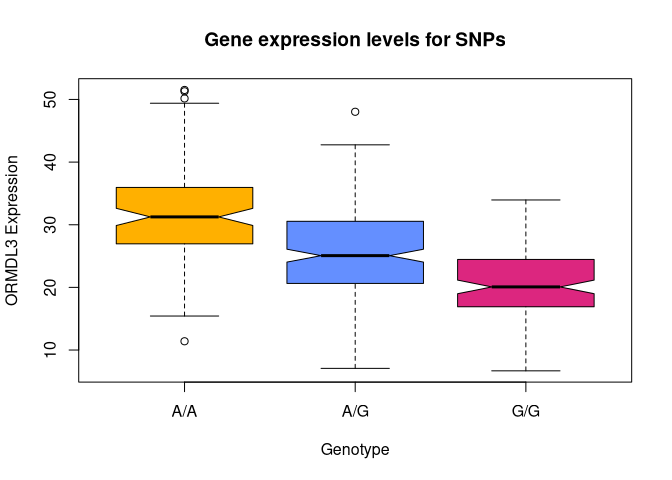 Gene expression levels for SNPs
ORMDL3 Expression
50
40
30
20
10
A/A A/G G/G
Genotype